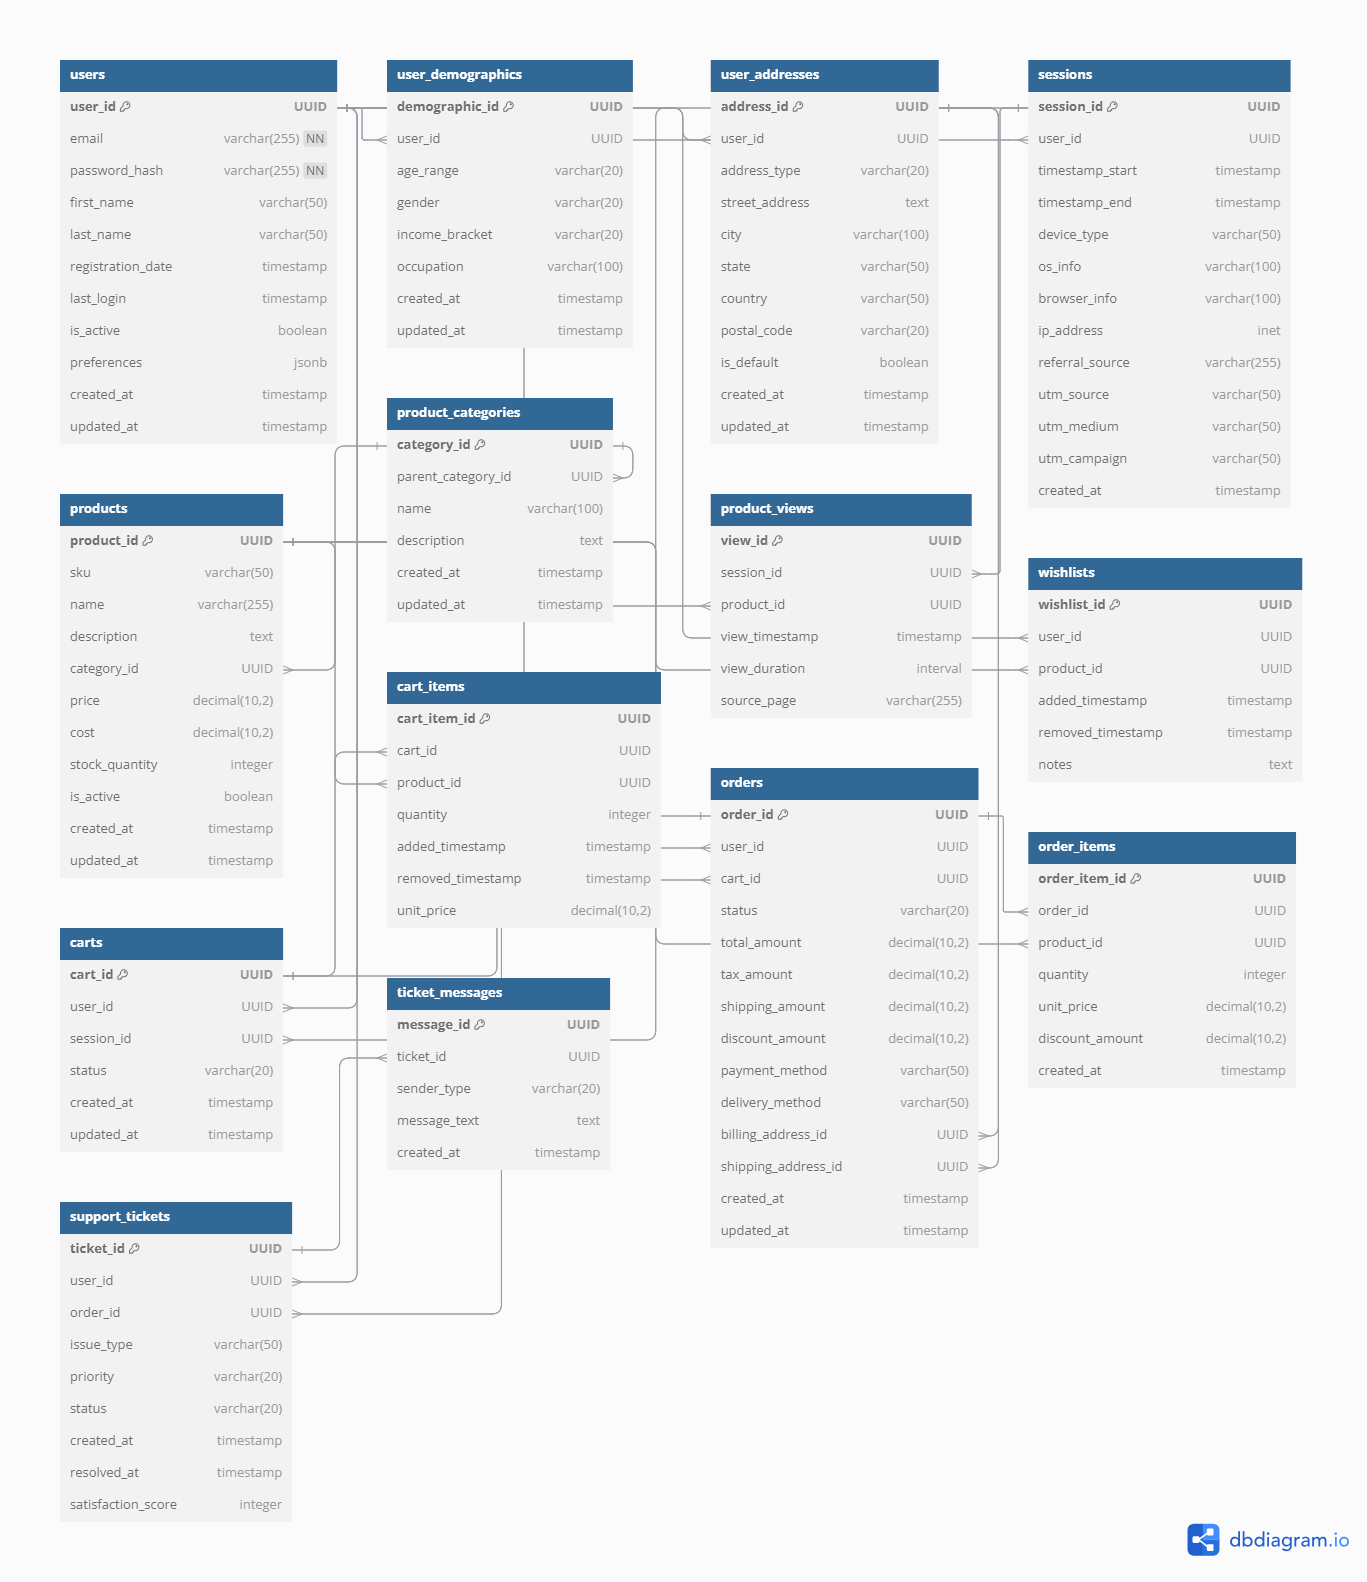 users
user_id UUID
email varchar(255) NN
password_hash varchar(255) NN
first_name varchar(50)
last_name varchar(50)
registration_date timestamp
last_login timestamp
is_active boolean
preferences jsonb
created_at timestamp
updated_at timestamp
user_demographics
demographic_id UUID
user_id UUID
age_range varchar(20)
gender varchar(20)
income_bracket varchar(20)
occupation varchar(100)
created_at timestamp
updated_at timestamp
user_addresses
address_id UUID
user_id UUID
address_type varchar(20)
street_address text
city varchar(100)
state varchar(50)
country varchar(50)
postal_code varchar(20)
is_default boolean
created_at timestamp
updated_at timestamp
sessions
session_id UUID
user_id UUID
timestamp_start timestamp
timestamp_end timestamp
device_type varchar(50)
os_info varchar(100)
browser_info varchar(100)
ip_address inet
referral_source varchar(255)
utm_source varchar(50)
utm_medium varchar(50)
utm_campaign varchar(50)
created_at timestamp
product_categories
category_id UUID
parent_category_id UUID
name varchar(100)
description text
created_at timestamp
updated_at timestamp
products
product_id UUID
sku varchar(50)
name varchar(255)
description text
category_id UUID
price decimal(10,2)
cost decimal(10,2)
stock_quantity integer
is_active boolean
created_at timestamp
updated_at timestamp
product_views
view_id UUID
session_id UUID
product_id UUID
view_timestamp timestamp
view_duration interval
source_page varchar(255)
wishlists
wishlist_id UUID
user_id UUID
product_id UUID
added_timestamp timestamp
removed_timestamp timestamp
notes text
cart_items
cart_item_id UUID
cart_id UUID
product_id UUID
quantity integer
added_timestamp timestamp
removed_timestamp timestamp
unit_price decimal(10,2)
orders
order_id UUID
user_id UUID
cart_id UUID
status varchar(20)
total_amount decimal(10,2)
tax_amount decimal(10,2)
shipping_amount decimal(10,2)
discount_amount decimal(10,2)
payment_method varchar(50)
delivery_method varchar(50)
billing_address_id UUID
shipping_address_id UUID
created_at timestamp
updated_at timestamp
order_items
order_item_id UUID
order_id UUID
product_id UUID
quantity integer
unit_price decimal(10,2)
discount_amount decimal(10,2)
created_at timestamp
carts
cart_id UUID
user_id UUID
session_id UUID
status varchar(20)
created_at timestamp
updated_at timestamp
ticket_messages
message_id UUID
ticket_id UUID
sender_type varchar(20)
message_text text
created_at timestamp
support_tickets
ticket_id UUID
user_id UUID
order_id UUID
issue_type varchar(50)
priority varchar(20)
status varchar(20)
created_at timestamp
resolved_at timestamp
satisfaction_score integer
dbdiagram.io